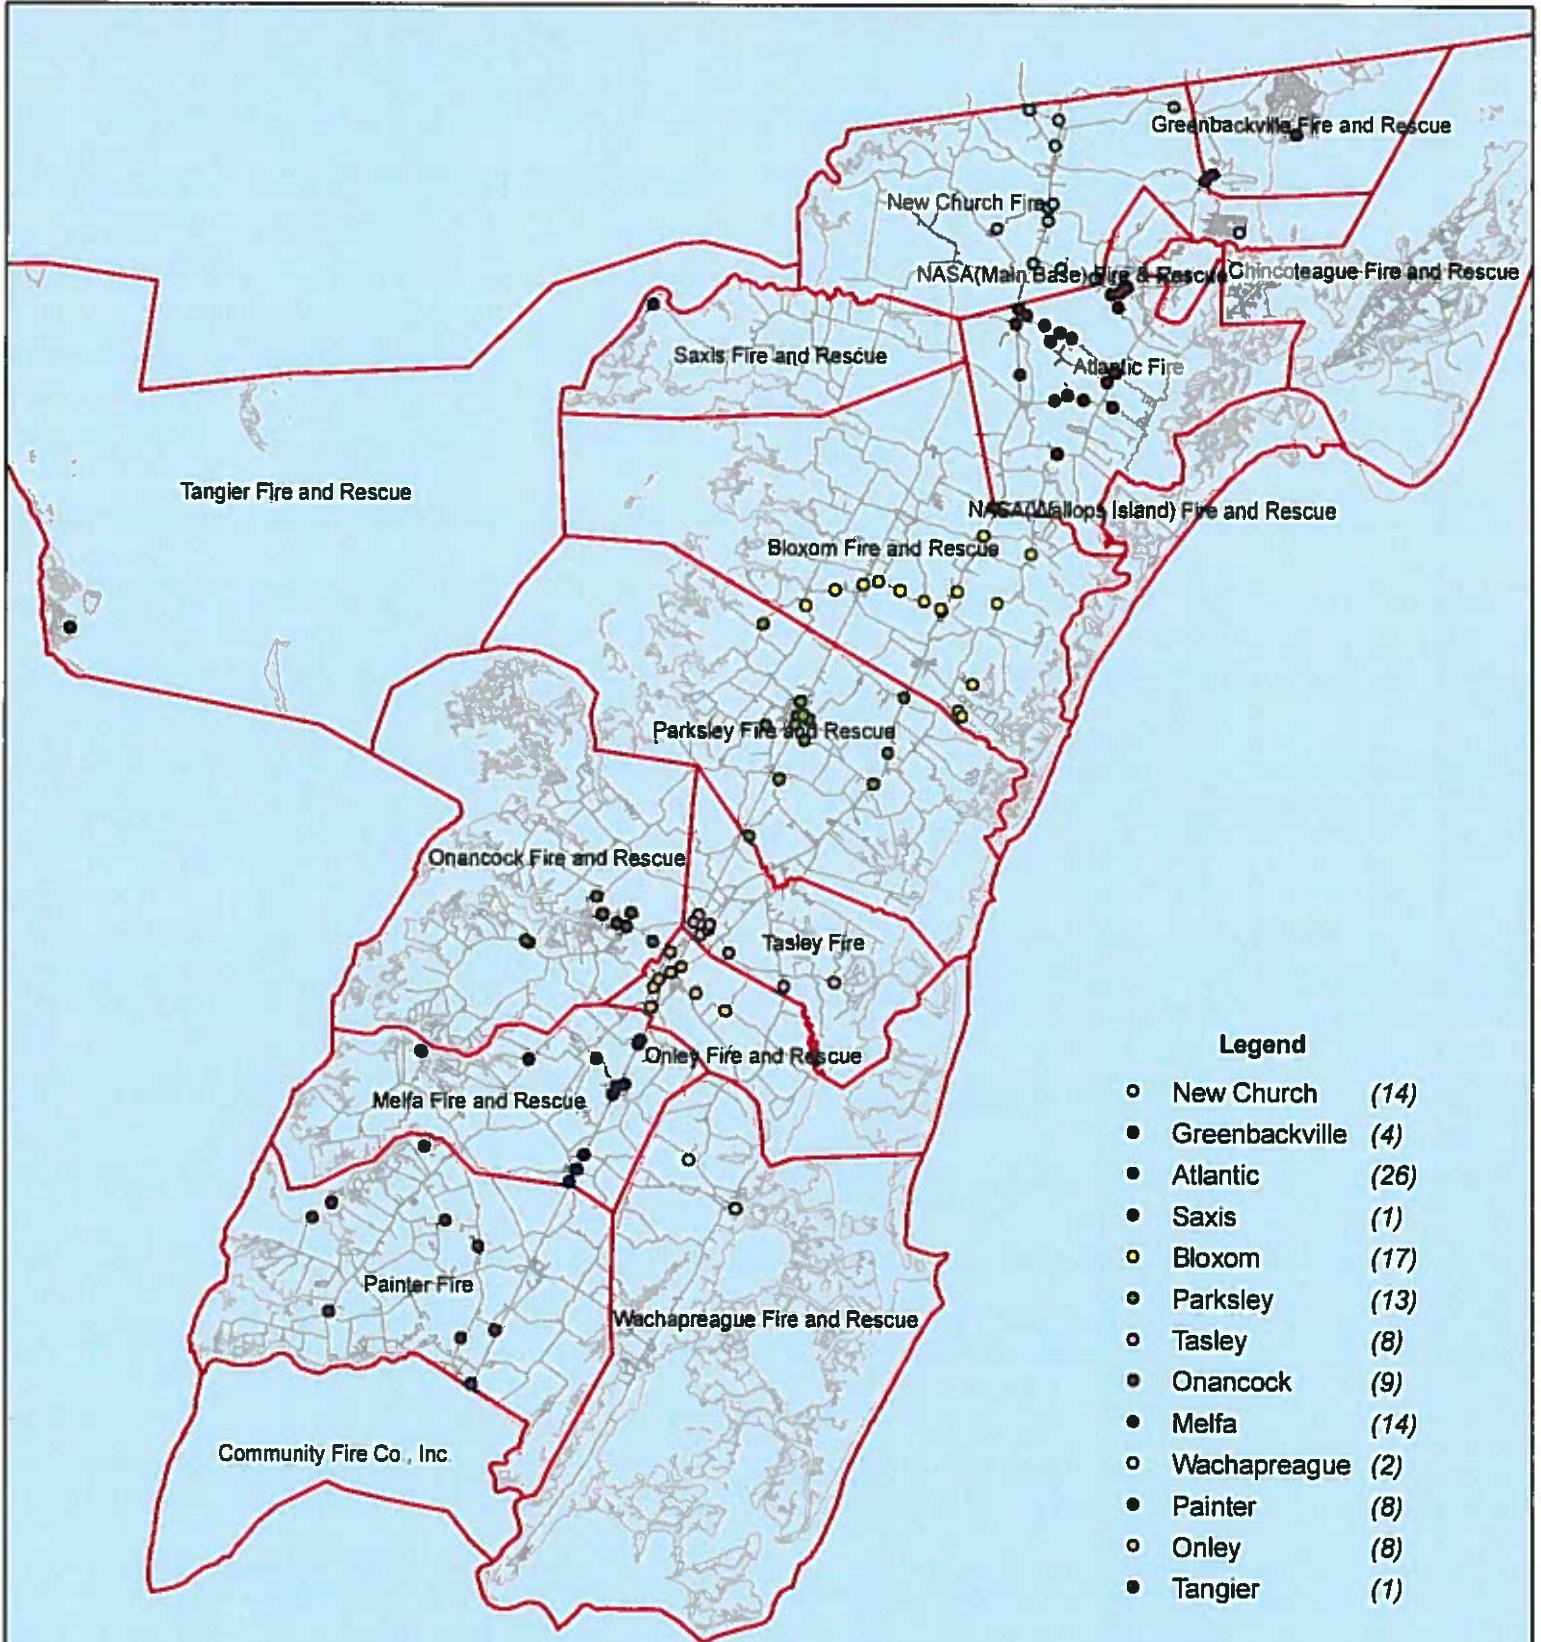 Greenbackville Fire and Rescue
New Church Fire
NASA(Main Base) Fire & Rescue
Chincoteague Fire and Rescue
Saxis Fire and Rescue
Atlantic Fire
Tangier Fire and Rescue
NASA(Wallops Island) Fire and Rescue
Bloxom Fire and Rescue
Parksley Fire and Rescue
Onancock Fire and Rescue
Tasley Fire
Onley Fire and Rescue
Melfa Fire and Rescue
Painter Fire
Wachapreague Fire and Rescue
Community Fire Co., Inc.
Legend
New Church (14)
Greenbackville (4)
Atlantic (26)
Saxis (1)
Bloxom (17)
Parksley (13)
Tasley (8)
Onancock (9)
Melfa (14)
Wachapreague (2)
Painter (8)
Onley (8)
Tangier (1)